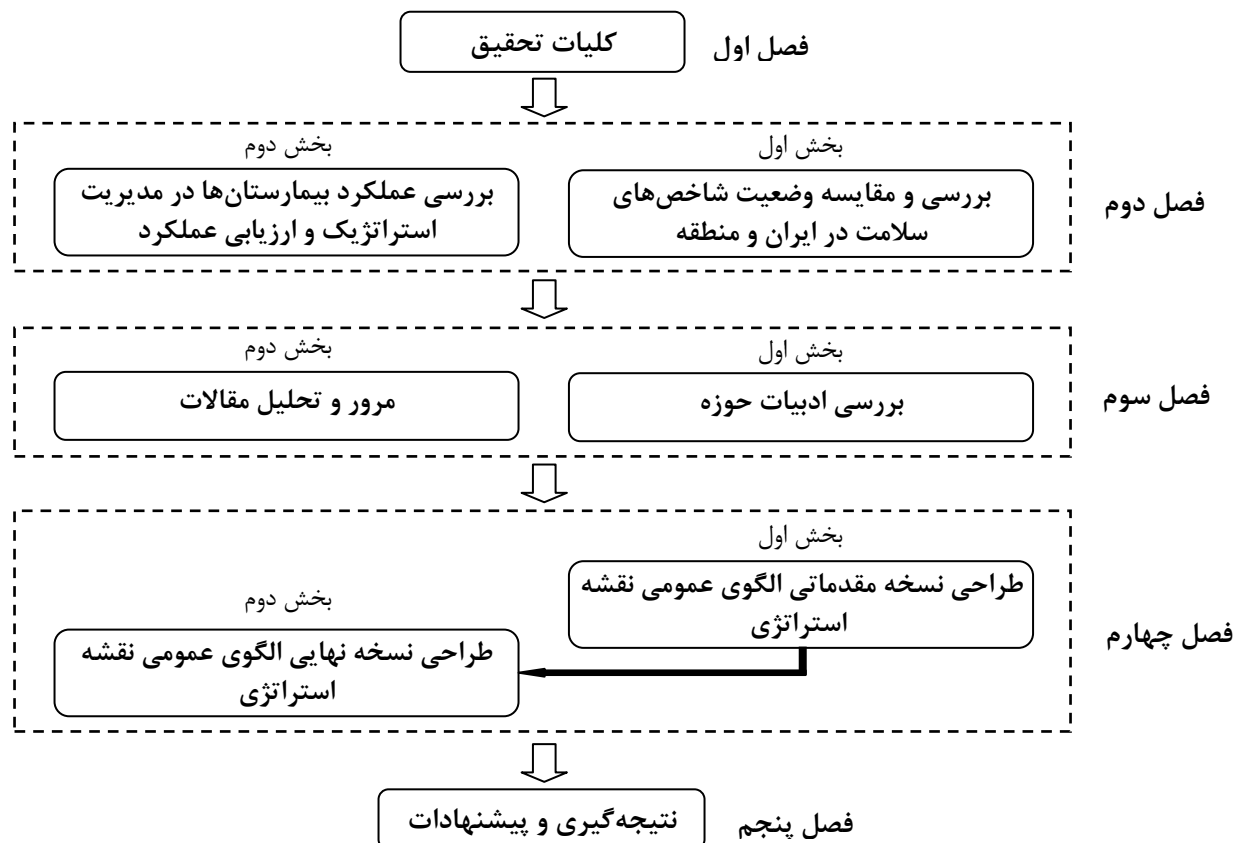 فصل اول
کلیات تحقیق
فصل دوم
بخش اول
بررسی و مقایسه وضعیت شاخص‌های
سلامت در ایران و منطقه
بخش دوم
بررسی عملکرد بیمارستان‌ها در مدیریت
استراتژیک و ارزیابی عملکرد
فصل سوم
بخش اول
بررسی ادبیات حوزه
بخش دوم
مرور و تحلیل مقالات
فصل چهارم
بخش اول
طراحی نسخه مقدماتی الگوی عمومی نقشه
استراتژی
بخش دوم
طراحی نسخه نهایی الگوی عمومی نقشه
استراتژی
فصل پنجم
نتیجه‌گیری و پیشنهادات